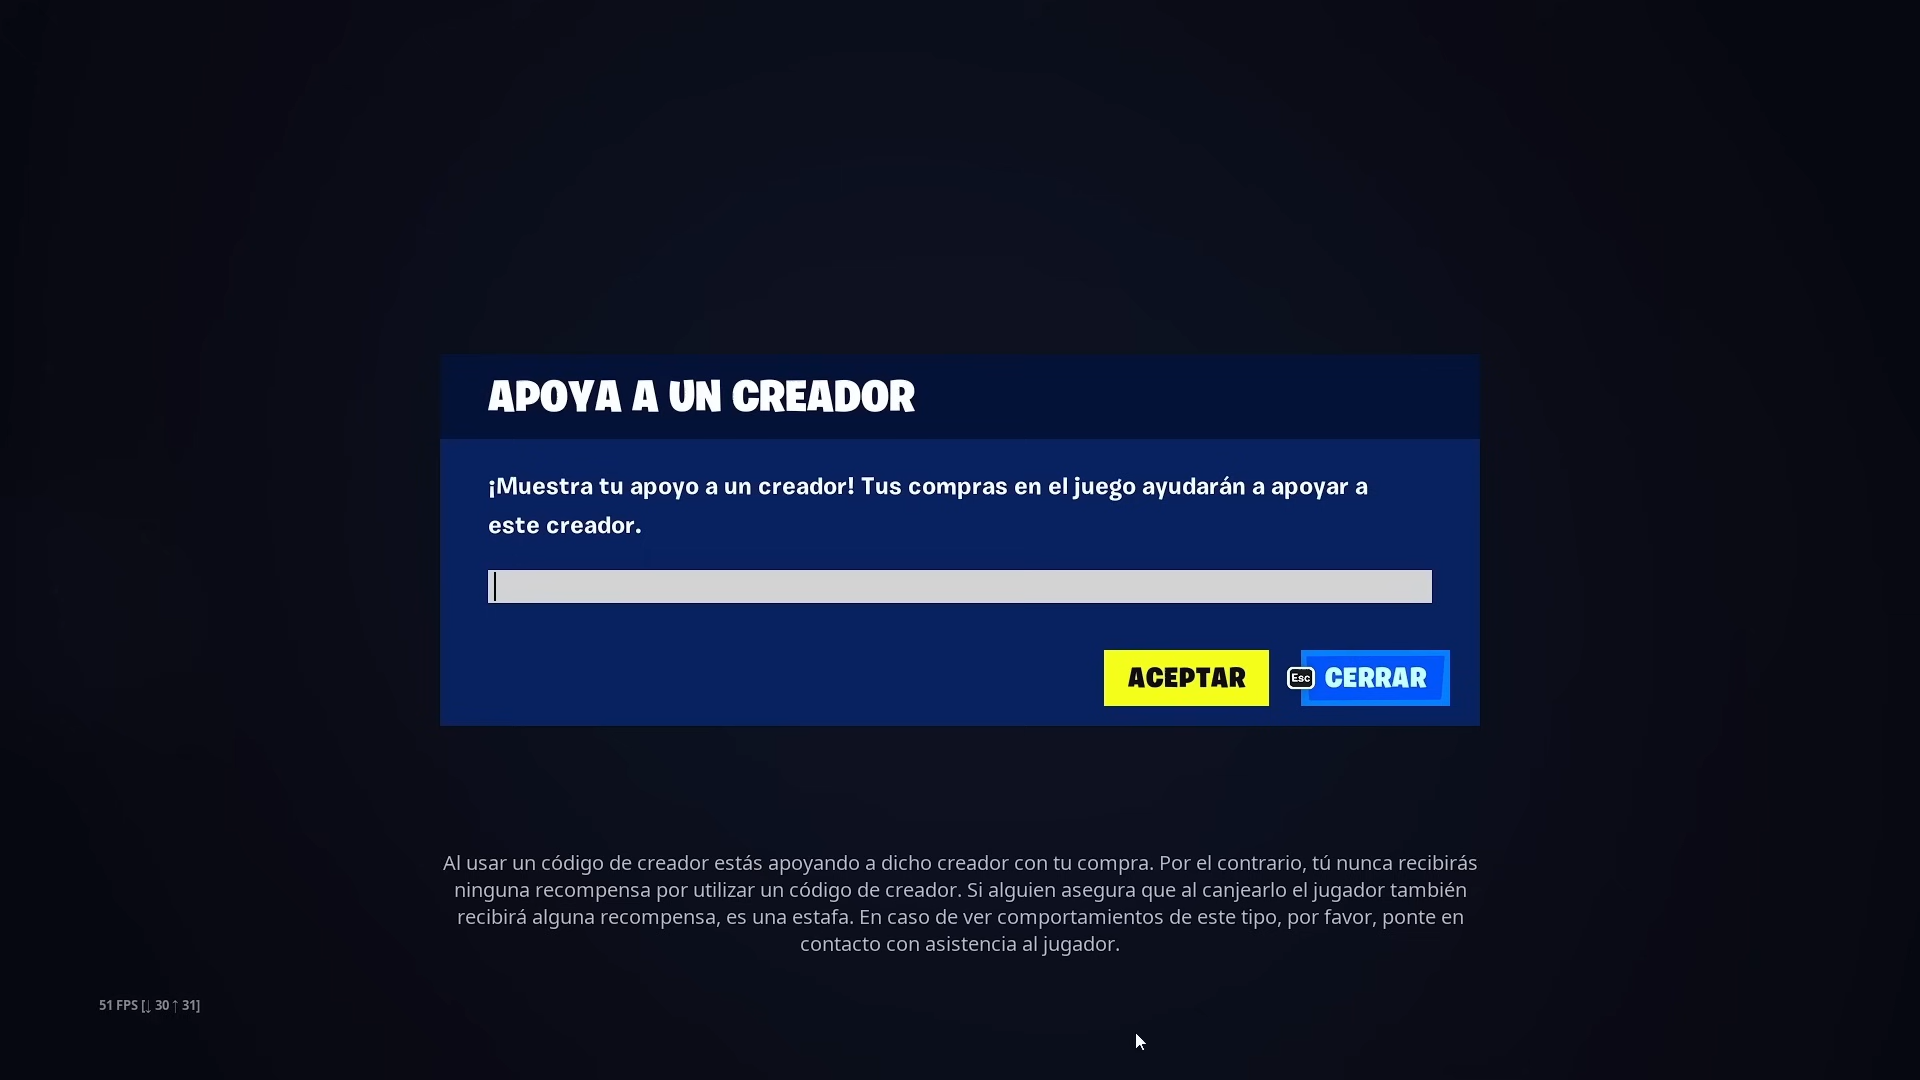 APOYA A UN CREADOR
¡Muestra tu apoyo a un creador! Tus compras en el juego ayudarán a apoyar a
este creador.
ACEPTAR
Esc CERRAR
Al usar un código de creador estás apoyando a dicho creador con tu compra. Por el contrario, tú nunca recibirás
ninguna recompensa por utilizar un código de creador. Si alguien asegura que al canjearlo el jugador también
recibirá alguna recompensa, es una estafa. En caso de ver comportamientos de este tipo, por favor, ponte en
contacto con asistencia al jugador.
51 FPS [↓ 30 ↑ 31]